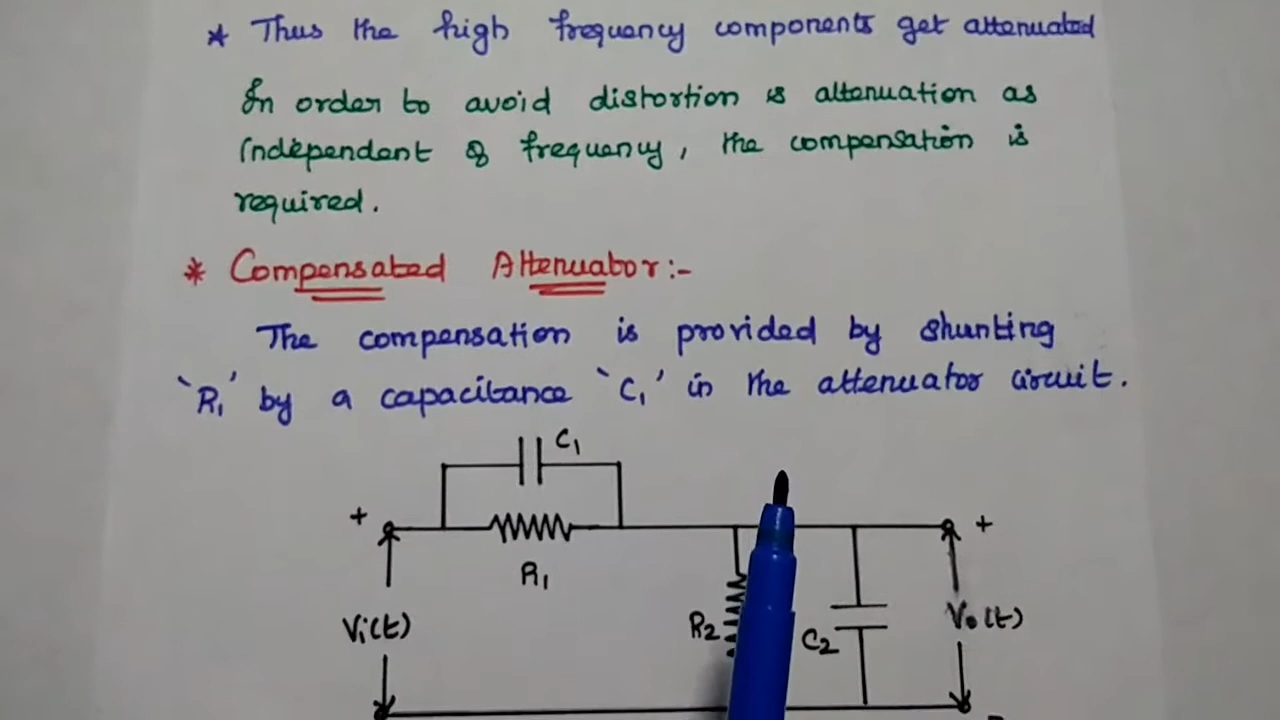 * Thus the high frequency components get attenuated
In order to avoid distortion is attenuation as
independent of frequency, the compensation is
required.
* Compensated Attenuator:-
The compensation is provided by shunting
`R1' by a capacitance `C1' in the attenuator circuit.
C1
+ +
R1
Vi(t) R2 C2 Vo(t)